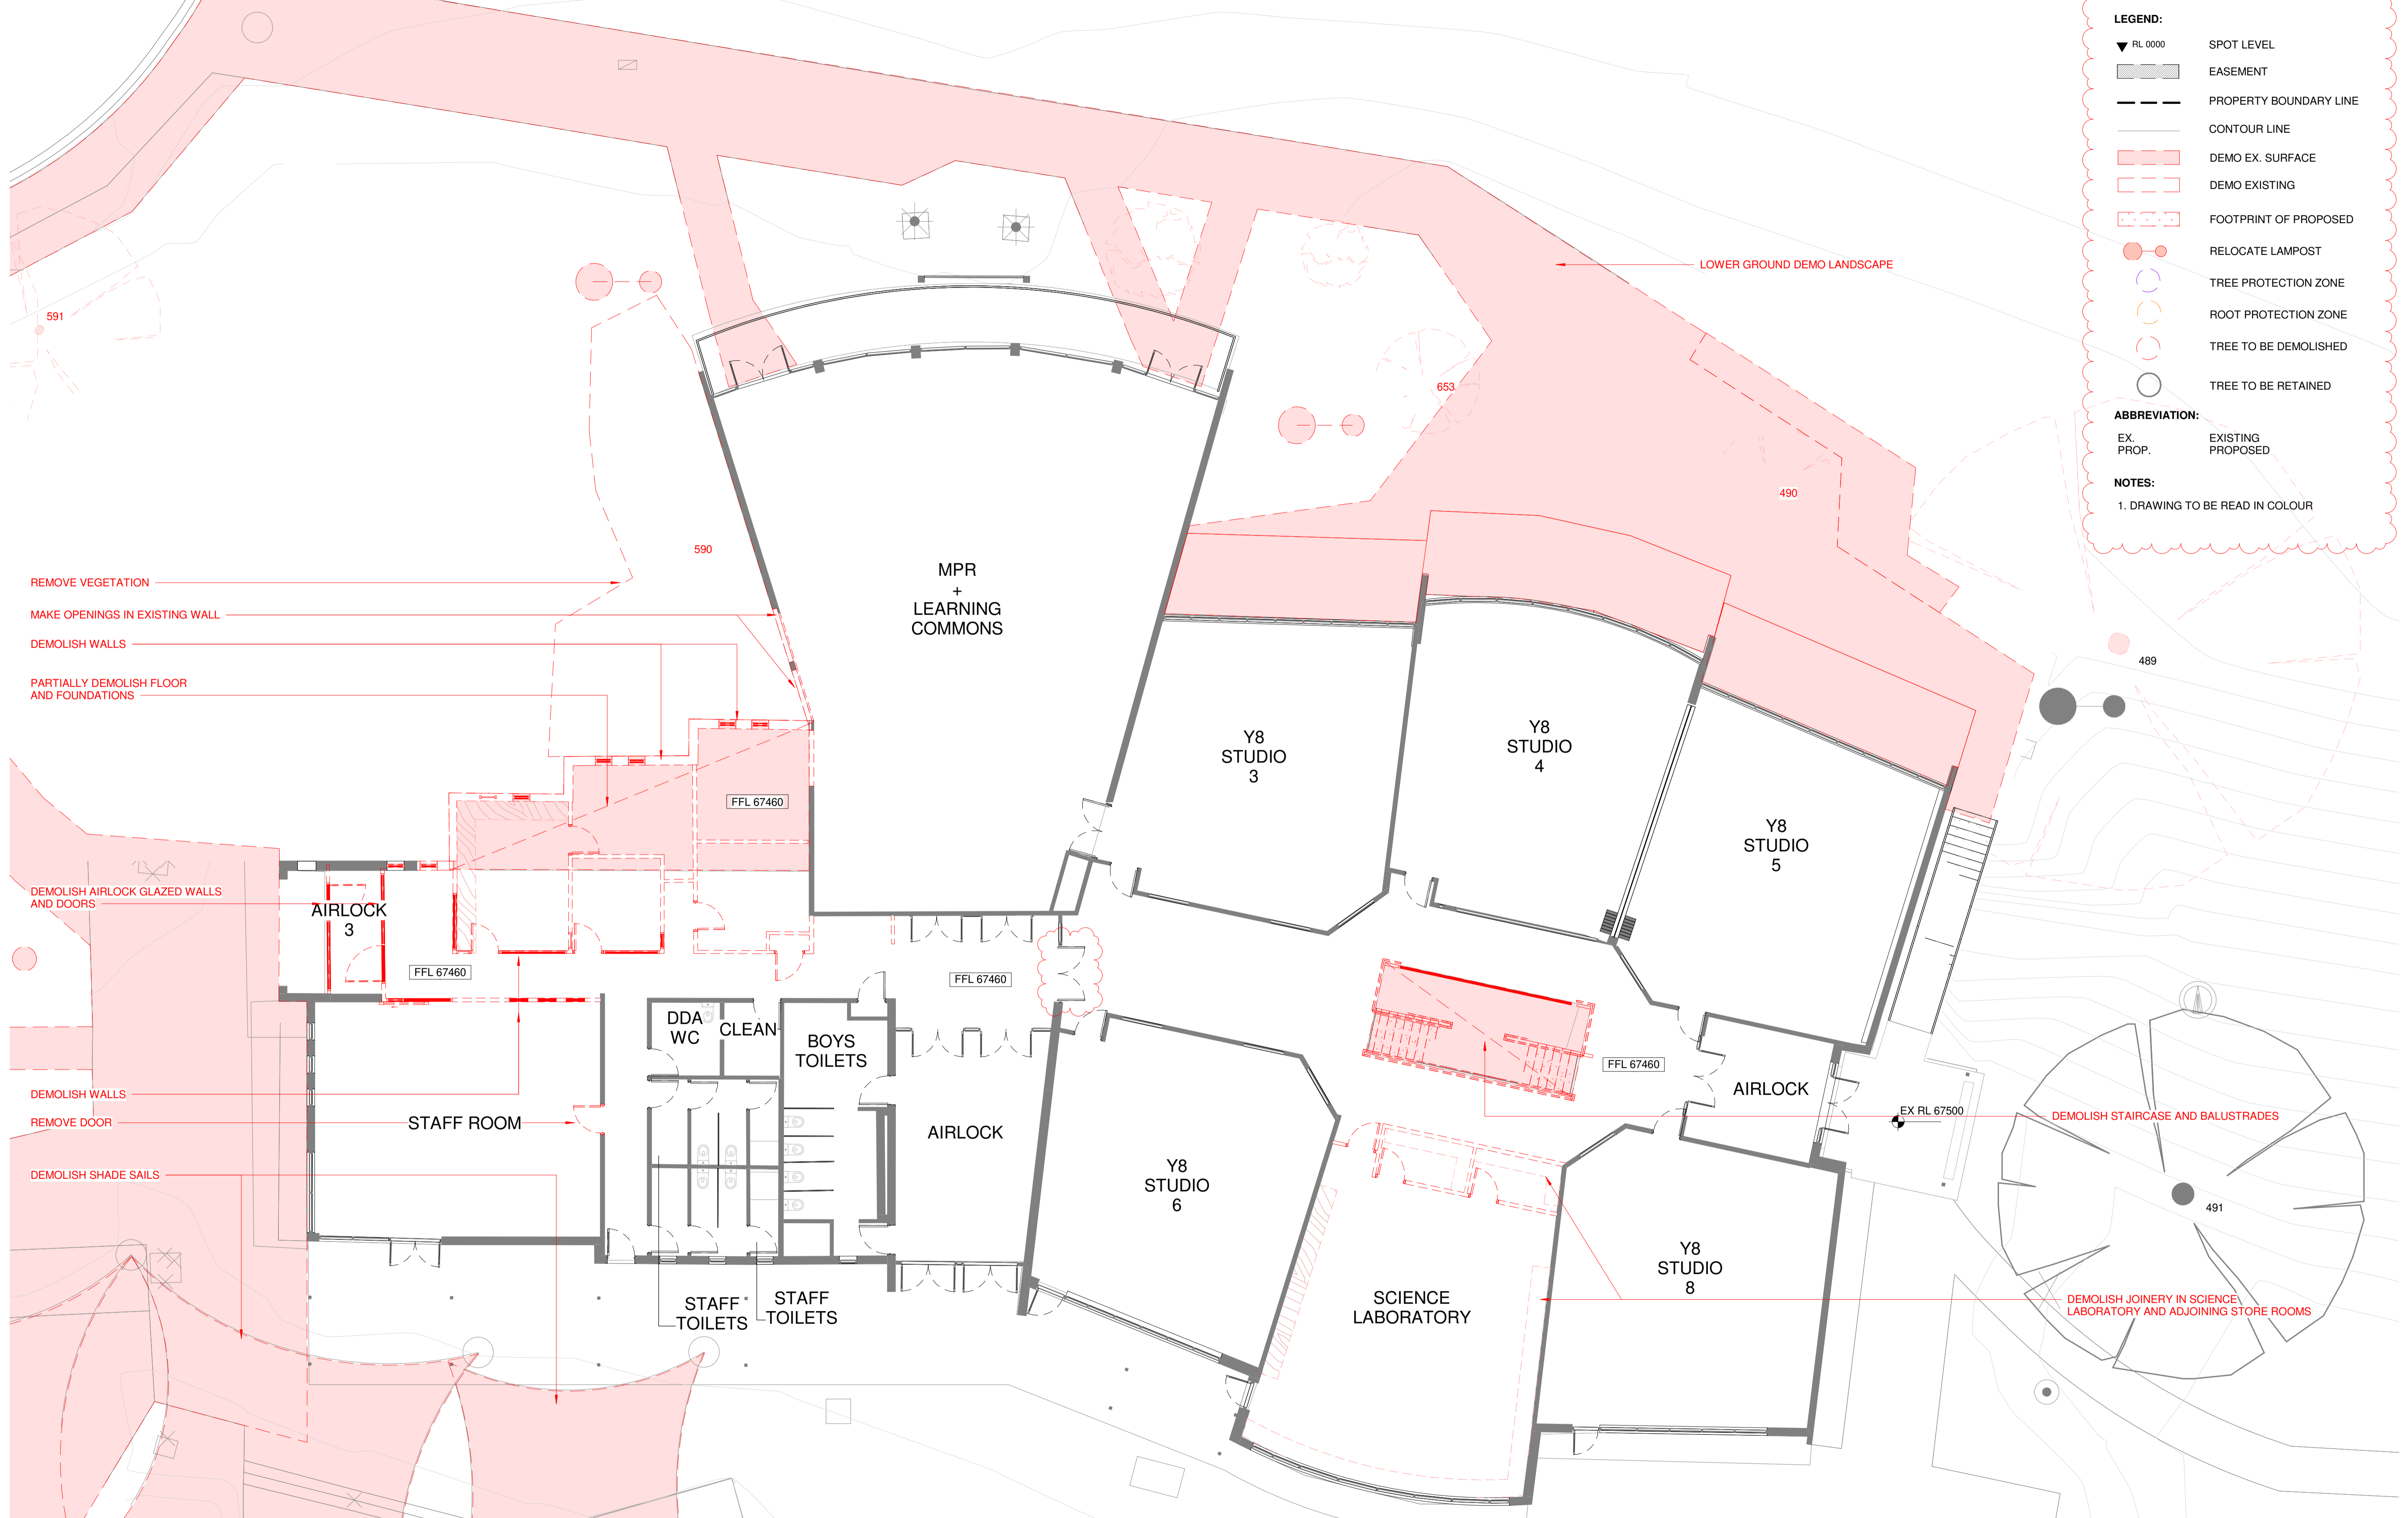 LEGEND:
RL 0000 SPOT LEVEL
EASEMENT
PROPERTY BOUNDARY LINE
CONTOUR LINE
DEMO EX. SURFACE
DEMO EXISTING
FOOTPRINT OF PROPOSED
RELOCATE LAMPOST
TREE PROTECTION ZONE
ROOT PROTECTION ZONE
TREE TO BE DEMOLISHED
TREE TO BE RETAINED
ABBREVIATION:
EX. EXISTING
PROP. PROPOSED
NOTES:
1. DRAWING TO BE READ IN COLOUR
LOWER GROUND DEMO LANDSCAPE
591
653
490
590
489
REMOVE VEGETATION
MAKE OPENINGS IN EXISTING WALL
DEMOLISH WALLS
PARTIALLY DEMOLISH FLOOR
AND FOUNDATIONS
MPR
+
LEARNING
COMMONS
Y8
STUDIO
3
Y8
STUDIO
4
Y8
STUDIO
5
FFL 67460
DEMOLISH AIRLOCK GLAZED WALLS
AND DOORS
AIRLOCK
3
FFL 67460
FFL 67460
DDA
WC
CLEAN
BOYS
TOILETS
FFL 67460
AIRLOCK
DEMOLISH WALLS
REMOVE DOOR
STAFF ROOM
AIRLOCK
EX RL 67500
DEMOLISH STAIRCASE AND BALUSTRADES
DEMOLISH SHADE SAILS
Y8
STUDIO
6
491
Y8
STUDIO
8
STAFF
TOILETS
STAFF
TOILETS
SCIENCE
LABORATORY
DEMOLISH JOINERY IN SCIENCE
LABORATORY AND ADJOINING STORE ROOMS